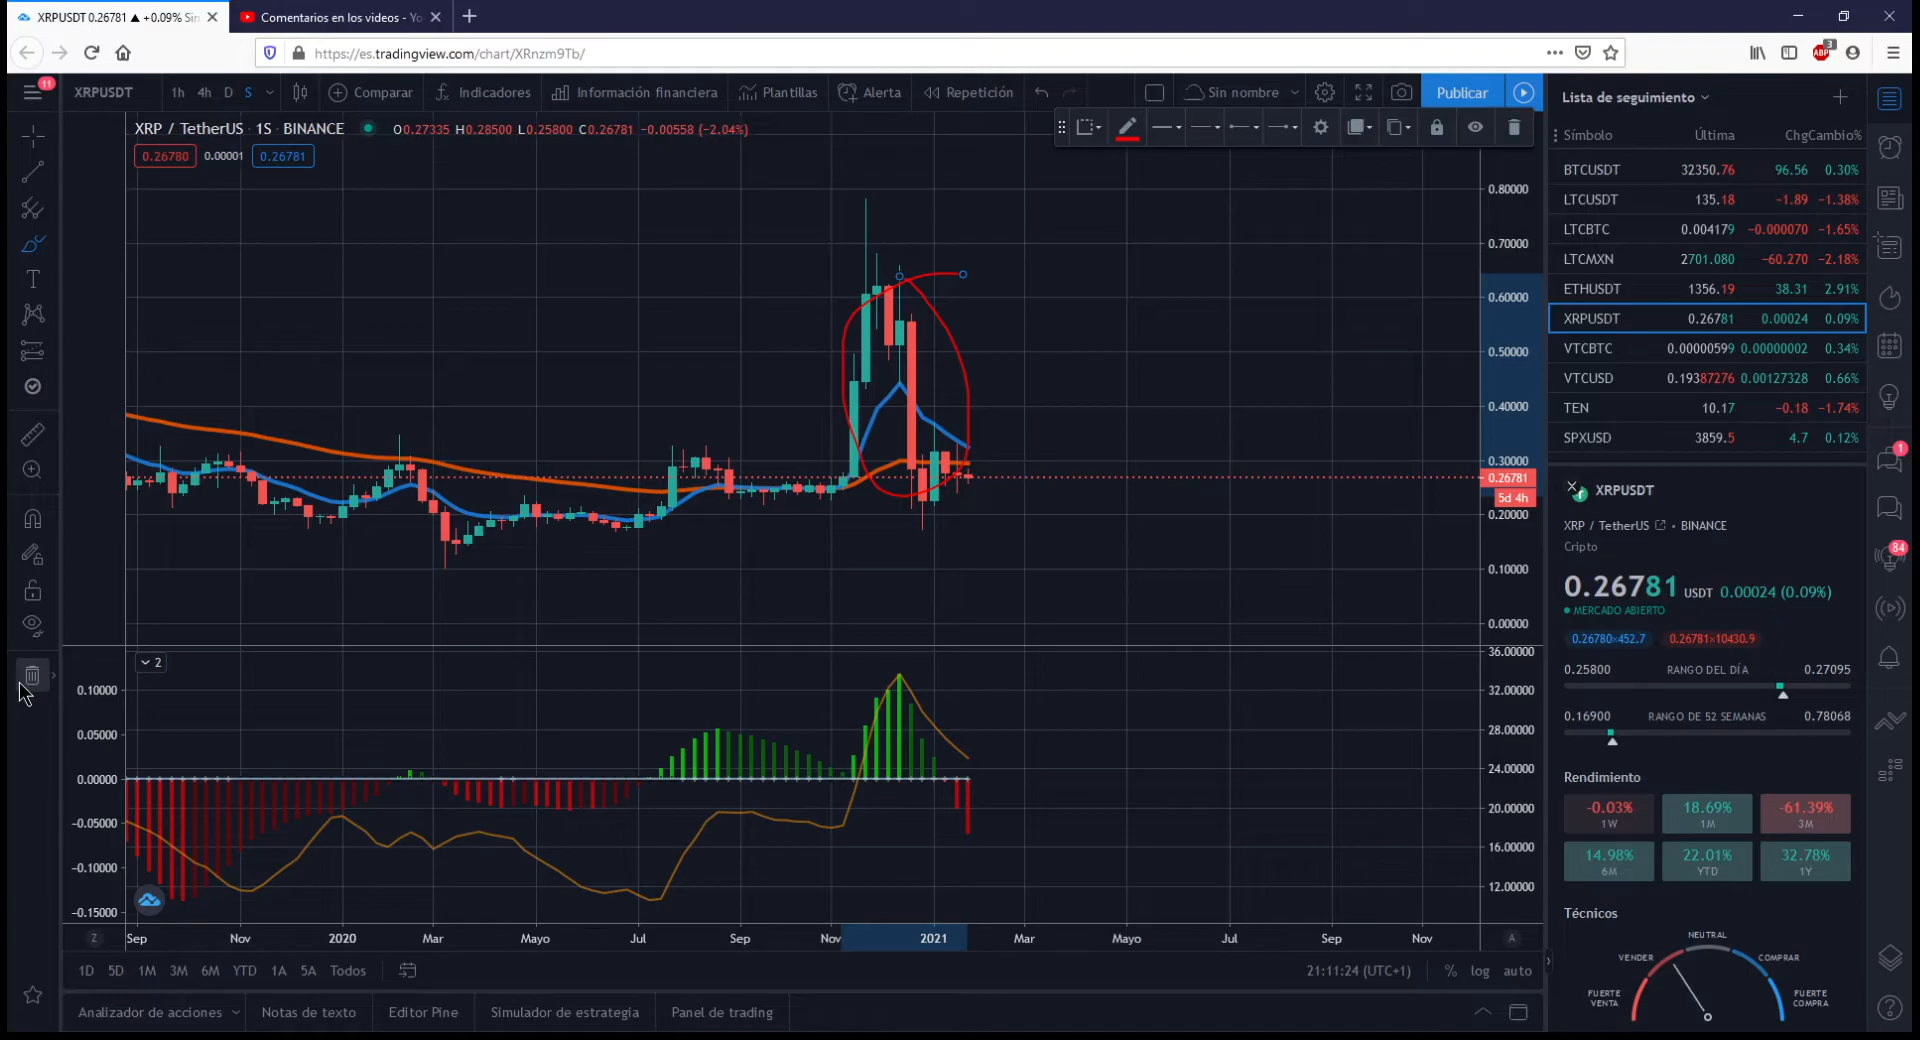 XRPUSDT 0.26781 ▲ +0.09% Sin
Comentarios en los videos - Yo
https://es.tradingview.com/chart/XRnzm9Tb/
ABP 3
11
XRPUSDT 1h 4h D S Comparar Indicadores Información financiera Plantillas Alerta Repetición Sin nombre Publicar
XRP / TetherUS · 1S · BINANCE O0.27335 H0.28500 L0.25800 C0.26781 −0.00558 (−2.04%)
0.26780 0.00001 0.26781
0.80000
0.70000
0.60000
0.50000
0.40000
0.30000
0.26781
5d 4h
0.20000
0.10000
0.00000
2
36.00000
32.00000
28.00000
24.00000
20.00000
16.00000
12.00000
0.10000
0.05000
0.00000
−0.05000
−0.10000
−0.15000
Z Sep Nov 2020 Mar Mayo Jul Sep Nov 2021 Mar Mayo Jul Sep Nov A
1D 5D 1M 3M 6M YTD 1A 5A Todos 21:11:24 (UTC+1) % log auto
Analizador de acciones Notas de texto Editor Pine Simulador de estrategia Panel de trading
Lista de seguimiento
Símbolo Última Chg Cambio%
BTCUSDT 32350.76 96.56 0.30%
LTCUSDT 135.18 −1.89 −1.38%
LTCBTC 0.004179 −0.000070 −1.65%
LTCMXN 2701.080 −60.270 −2.18%
ETHUSDT 1356.19 38.31 2.91%
XRPUSDT 0.26781 0.00024 0.09%
VTCBTC 0.00000599 0.00000002 0.34%
VTCUSD 0.19387276 0.00127328 0.66%
TEN 10.17 −0.18 −1.74%
SPXUSD 3859.5 4.7 0.12%
XRPUSDT
XRP / TetherUS • BINANCE
Cripto
0.26781 USDT 0.00024 (0.09%)
MERCADO ABIERTO
0.26780×452.7 0.26781×10430.9
0.25800 RANGO DEL DÍA 0.27095
0.16900 RANGO DE 52 SEMANAS 0.78068
Rendimiento
-0.03% 18.69% -61.39%
1W 1M 3M
14.98% 22.01% 32.78%
6M YTD 1Y
Técnicos
NEUTRAL
VENDER COMPRAR
FUERTE VENTA FUERTE COMPRA
1
84